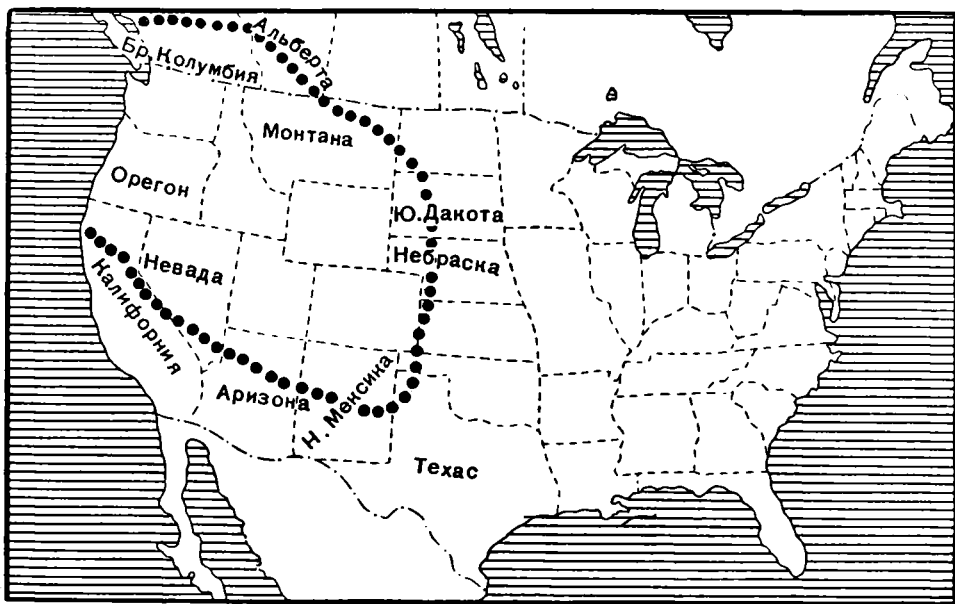 Альберта
Бр. Колумбия
Монтана
Орегон
Ю. Дакота
Невада
Небраска
Калифорния
Аризона
Н. Мексика
Техас